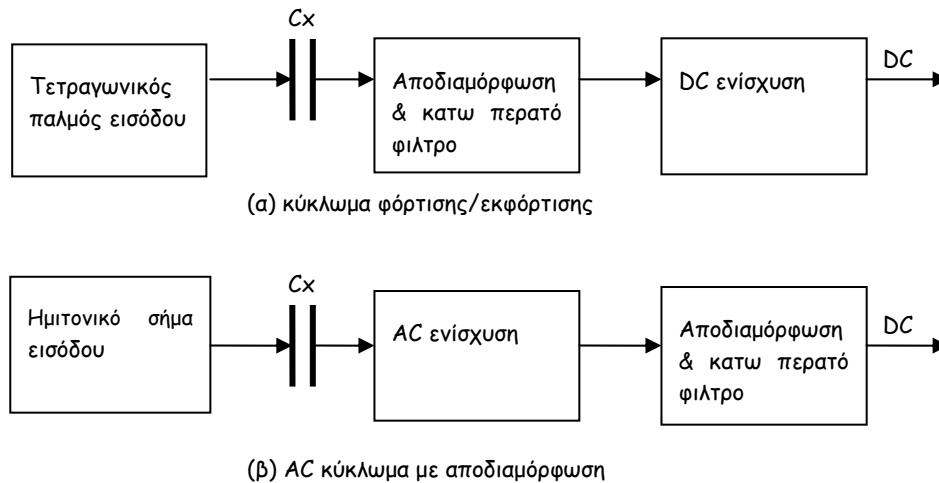 Cx
Τετραγωνικός
παλμός εισόδου
Αποδιαμόρφωση
& κατω περατό
φιλτρο
DC ενίσχυση
DC
(α) κύκλωμα φόρτισης/εκφόρτισης
Cx
Ημιτονικό σήμα
εισόδου
AC ενίσχυση
Αποδιαμόρφωση
& κατω περατό
φιλτρο
DC
(β) AC κύκλωμα με αποδιαμόρφωση